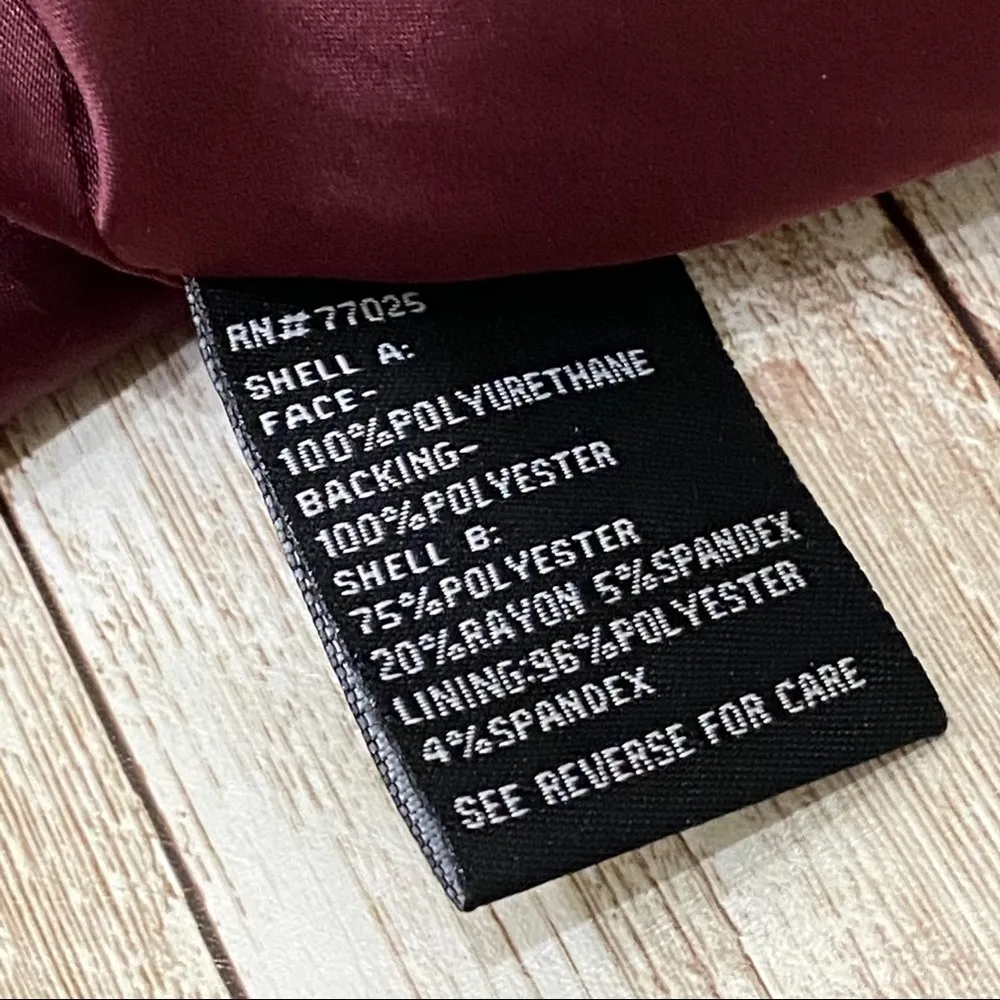 RN#77025
SHELL A:
FACE-
100%POLYURETHANE
BACKING-
100%POLYESTER
SHELL B:
75%POLYESTER
20%RAYON 5%SPANDEX
LINING:96%POLYESTER
4%SPANDEX
SEE REVERSE FOR CARE